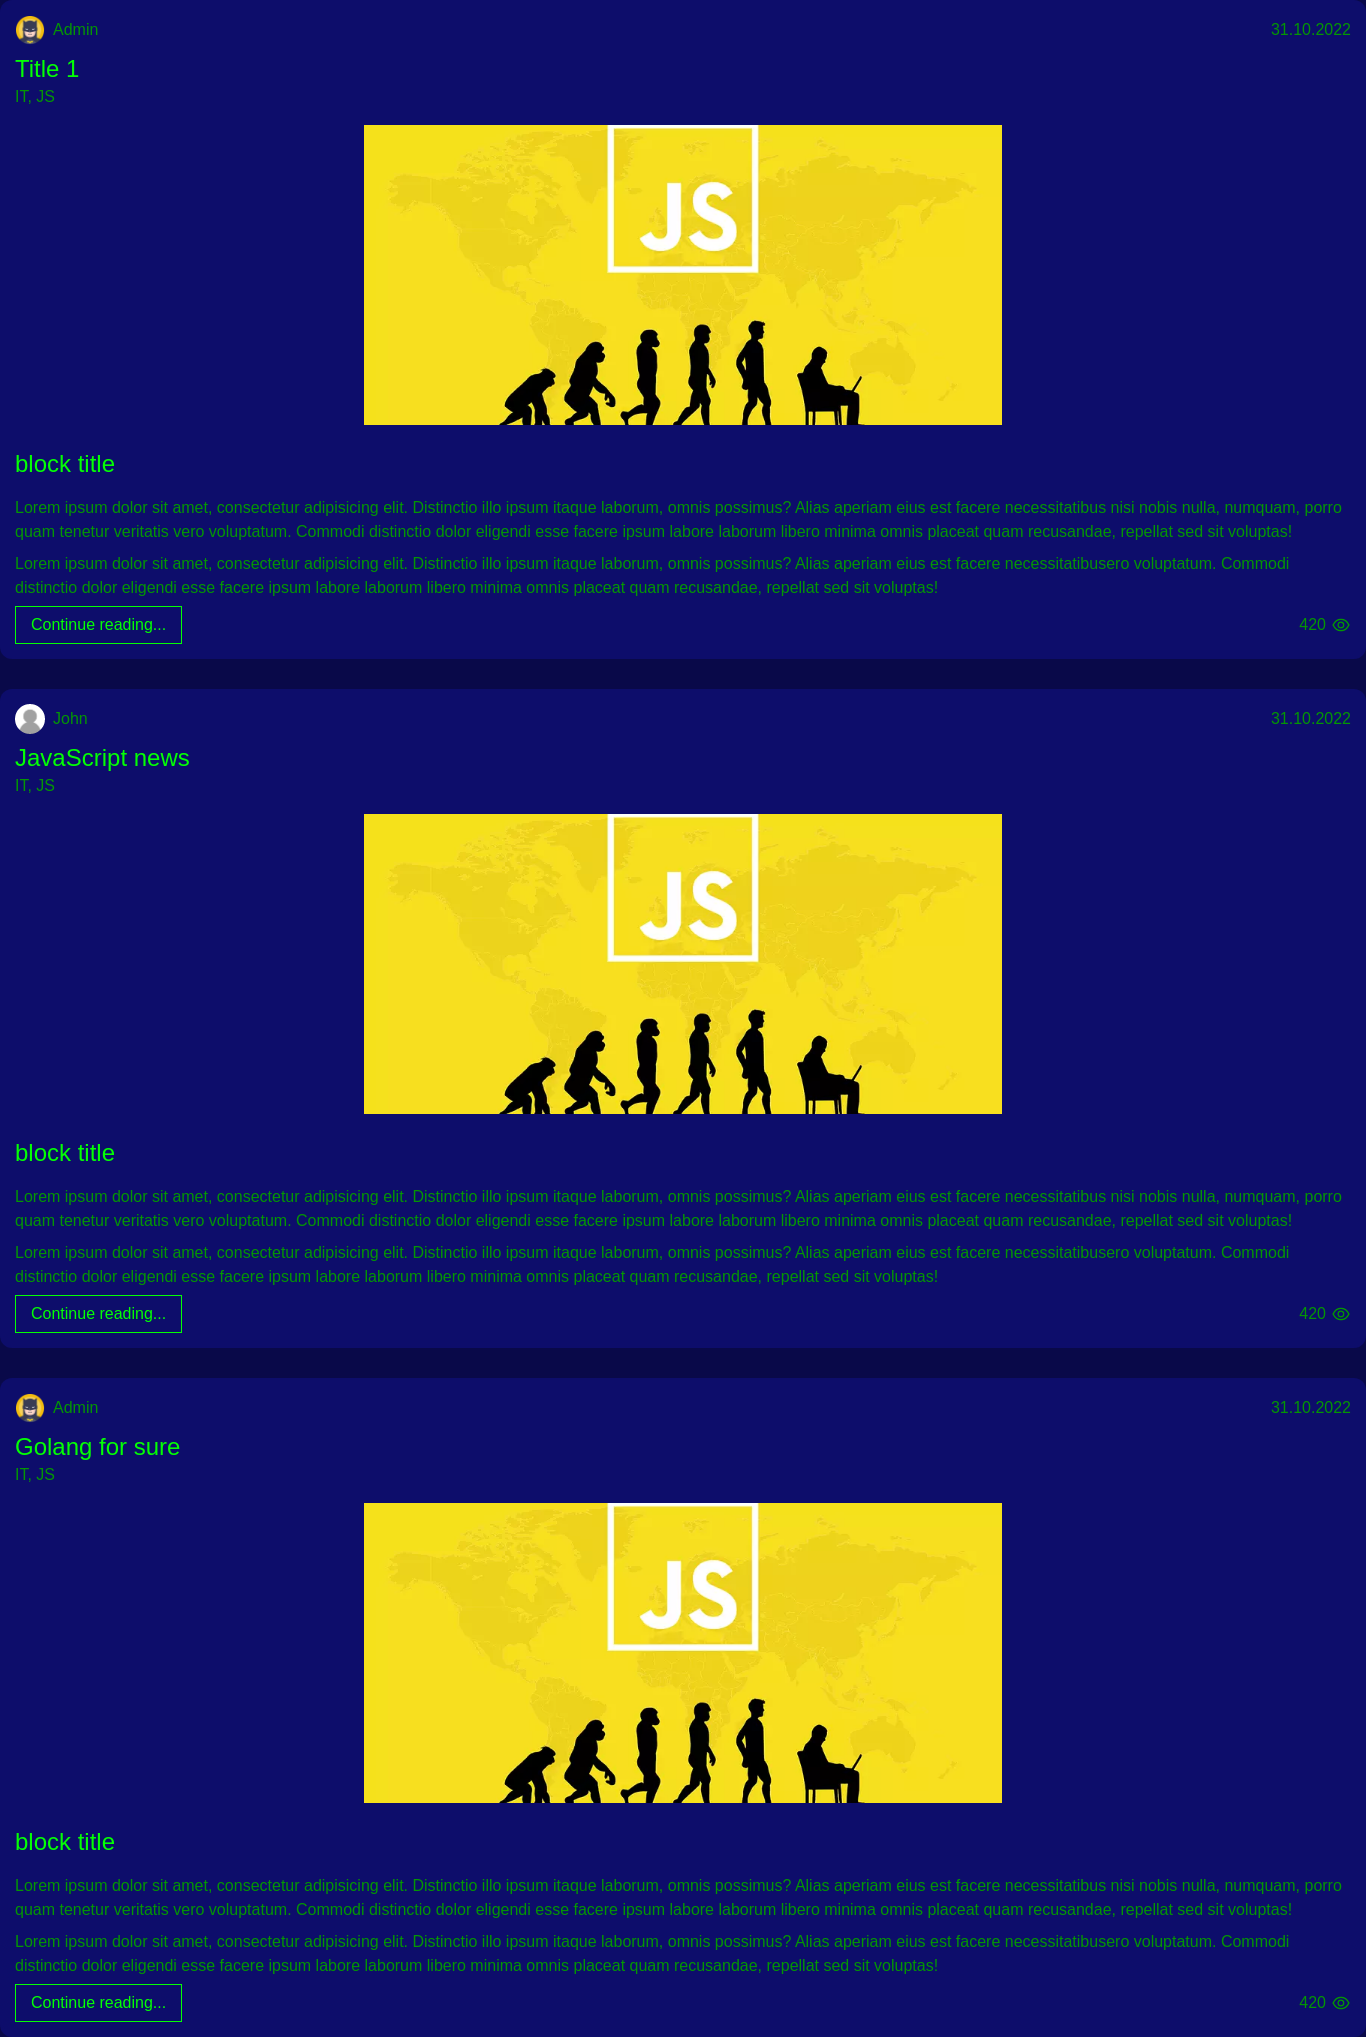 Admin
31.10.2022
Title 1
IT, JS
JS
block title
Lorem ipsum dolor sit amet, consectetur adipisicing elit. Distinctio illo ipsum itaque laborum, omnis possimus? Alias aperiam eius est facere necessitatibus nisi nobis nulla, numquam, porro
quam tenetur veritatis vero voluptatum. Commodi distinctio dolor eligendi esse facere ipsum labore laborum libero minima omnis placeat quam recusandae, repellat sed sit voluptas!
Lorem ipsum dolor sit amet, consectetur adipisicing elit. Distinctio illo ipsum itaque laborum, omnis possimus? Alias aperiam eius est facere necessitatibusero voluptatum. Commodi
distinctio dolor eligendi esse facere ipsum labore laborum libero minima omnis placeat quam recusandae, repellat sed sit voluptas!
Continue reading...
420
John
31.10.2022
JavaScript news
IT, JS
JS
block title
Lorem ipsum dolor sit amet, consectetur adipisicing elit. Distinctio illo ipsum itaque laborum, omnis possimus? Alias aperiam eius est facere necessitatibus nisi nobis nulla, numquam, porro
quam tenetur veritatis vero voluptatum. Commodi distinctio dolor eligendi esse facere ipsum labore laborum libero minima omnis placeat quam recusandae, repellat sed sit voluptas!
Lorem ipsum dolor sit amet, consectetur adipisicing elit. Distinctio illo ipsum itaque laborum, omnis possimus? Alias aperiam eius est facere necessitatibusero voluptatum. Commodi
distinctio dolor eligendi esse facere ipsum labore laborum libero minima omnis placeat quam recusandae, repellat sed sit voluptas!
Continue reading...
420
Admin
31.10.2022
Golang for sure
IT, JS
JS
block title
Lorem ipsum dolor sit amet, consectetur adipisicing elit. Distinctio illo ipsum itaque laborum, omnis possimus? Alias aperiam eius est facere necessitatibus nisi nobis nulla, numquam, porro
quam tenetur veritatis vero voluptatum. Commodi distinctio dolor eligendi esse facere ipsum labore laborum libero minima omnis placeat quam recusandae, repellat sed sit voluptas!
Lorem ipsum dolor sit amet, consectetur adipisicing elit. Distinctio illo ipsum itaque laborum, omnis possimus? Alias aperiam eius est facere necessitatibusero voluptatum. Commodi
distinctio dolor eligendi esse facere ipsum labore laborum libero minima omnis placeat quam recusandae, repellat sed sit voluptas!
Continue reading...
420